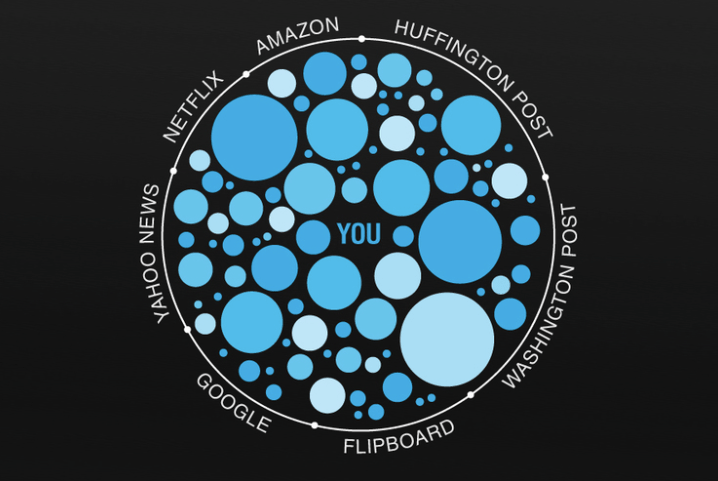 AMAZON
HUFFINGTON POST
NETFLIX
YAHOO NEWS
YOU
WASHINGTON POST
GOOGLE
FLIPBOARD